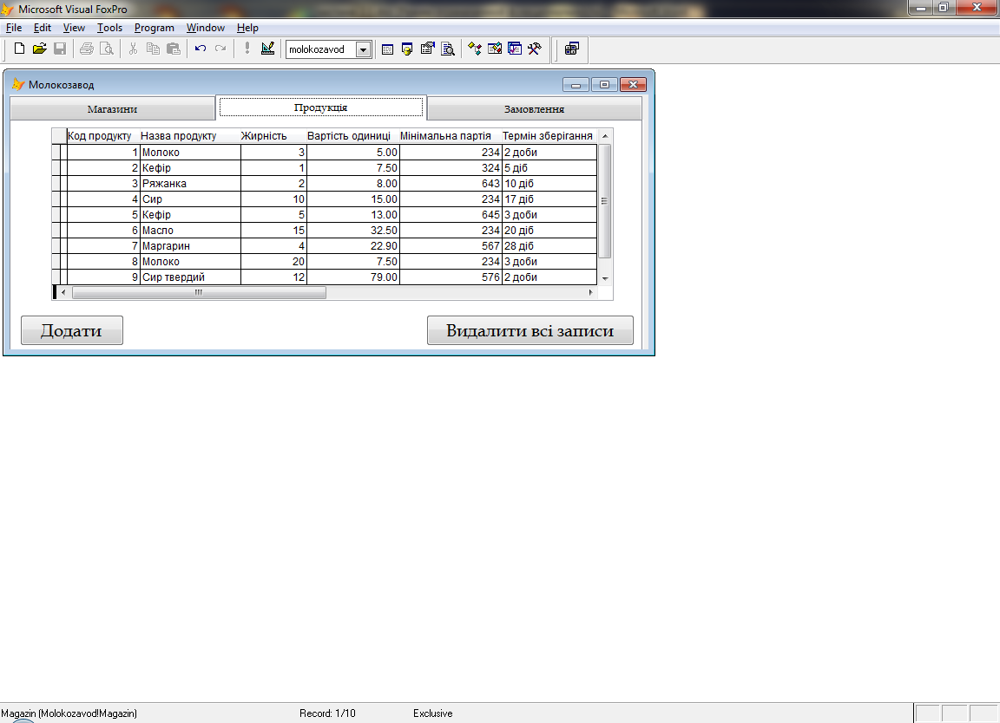 Microsoft Visual FoxPro
File Edit View Tools Program Window Help
molokozavod
Молокозавод
Магазини Продукція Замовлення
Код продукту Назва продукту Жирність Вартість одиниці Мінімальна партія Термін зберігання
1 Молоко 3 5.00 234 2 доби
2 Кефір 1 7.50 324 5 діб
3 Ряжанка 2 8.00 643 10 діб
4 Сир 10 15.00 234 17 діб
5 Кефір 5 13.00 645 3 доби
6 Масло 15 32.50 234 20 діб
7 Маргарин 4 22.90 567 28 діб
8 Молоко 20 7.50 234 3 доби
9 Сир твердий 12 79.00 576 2 доби
Додати Видалити всі записи
Magazin (Molokozavod!Magazin) Record: 1/10 Exclusive